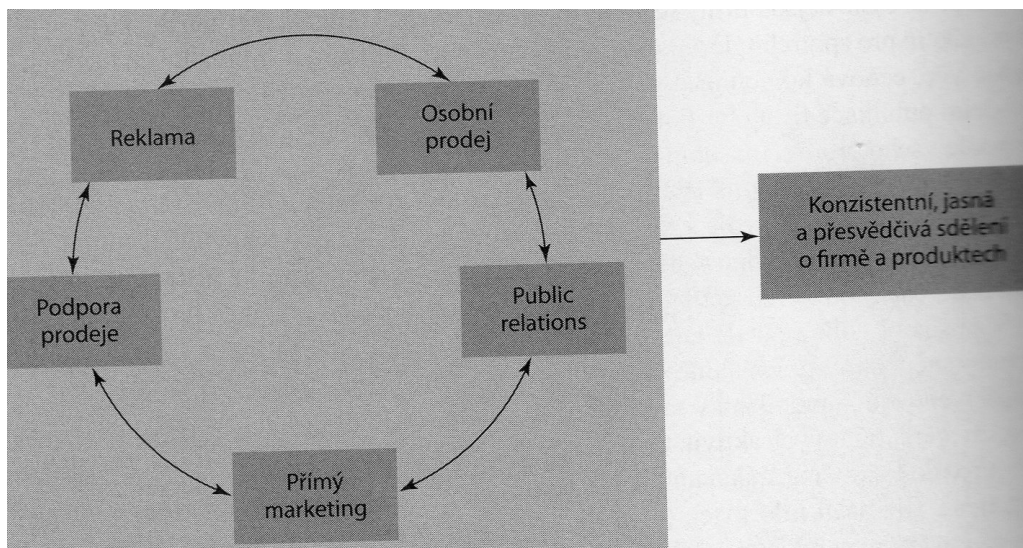 Reklama
Osobní
prodej
Podpora
prodeje
Public
relations
Přímý
marketing
Konzistentní, jasná
a přesvědčivá sdělení
o firmě a produktech